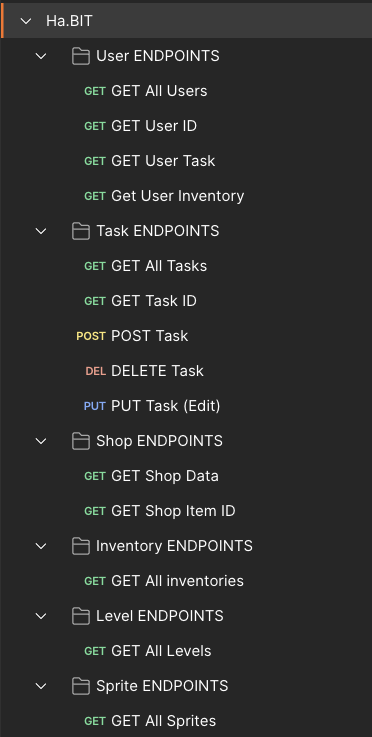 Ha.BIT
User ENDPOINTS
GET GET All Users
GET GET User ID
GET GET User Task
GET Get User Inventory
Task ENDPOINTS
GET GET All Tasks
GET GET Task ID
POST POST Task
DEL DELETE Task
PUT PUT Task (Edit)
Shop ENDPOINTS
GET GET Shop Data
GET GET Shop Item ID
Inventory ENDPOINTS
GET GET All inventories
Level ENDPOINTS
GET GET All Levels
Sprite ENDPOINTS
GET GET All Sprites